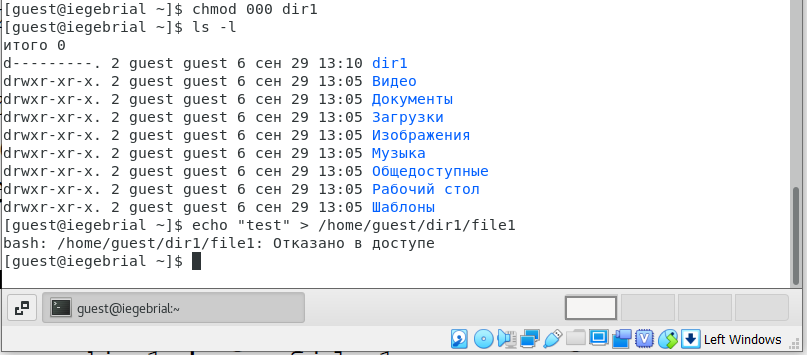 [guest@iegebrial ~]$ chmod 000 dir1
[guest@iegebrial ~]$ ls -l
итого 0
d---------. 2 guest guest 6 сен 29 13:10 dir1
drwxr-xr-x. 2 guest guest 6 сен 29 13:05 Видео
drwxr-xr-x. 2 guest guest 6 сен 29 13:05 Документы
drwxr-xr-x. 2 guest guest 6 сен 29 13:05 Загрузки
drwxr-xr-x. 2 guest guest 6 сен 29 13:05 Изображения
drwxr-xr-x. 2 guest guest 6 сен 29 13:05 Музыка
drwxr-xr-x. 2 guest guest 6 сен 29 13:05 Общедоступные
drwxr-xr-x. 2 guest guest 6 сен 29 13:05 Рабочий стол
drwxr-xr-x. 2 guest guest 6 сен 29 13:05 Шаблоны
[guest@iegebrial ~]$ echo "test" > /home/guest/dir1/file1
bash: /home/guest/dir1/file1: Отказано в доступе
[guest@iegebrial ~]$
guest@iegebrial:~
Left Windows